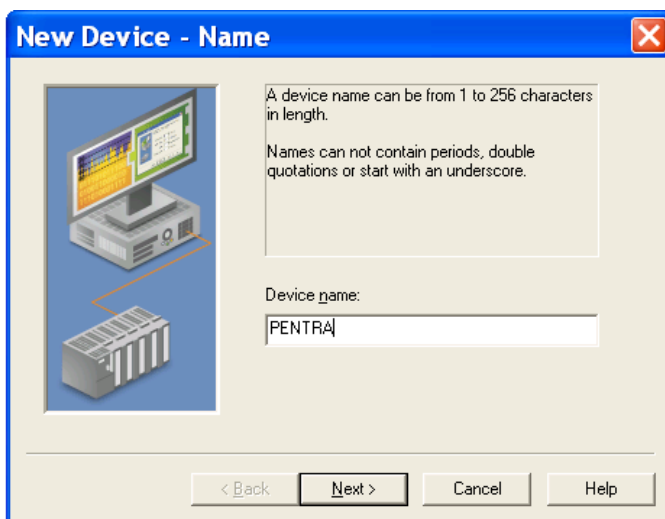 New Device - Name
A device name can be from 1 to 256 characters
in length.
Names can not contain periods, double
quotations or start with an underscore.
Device name:
PENTRA
< Back
Next >
Cancel
Help